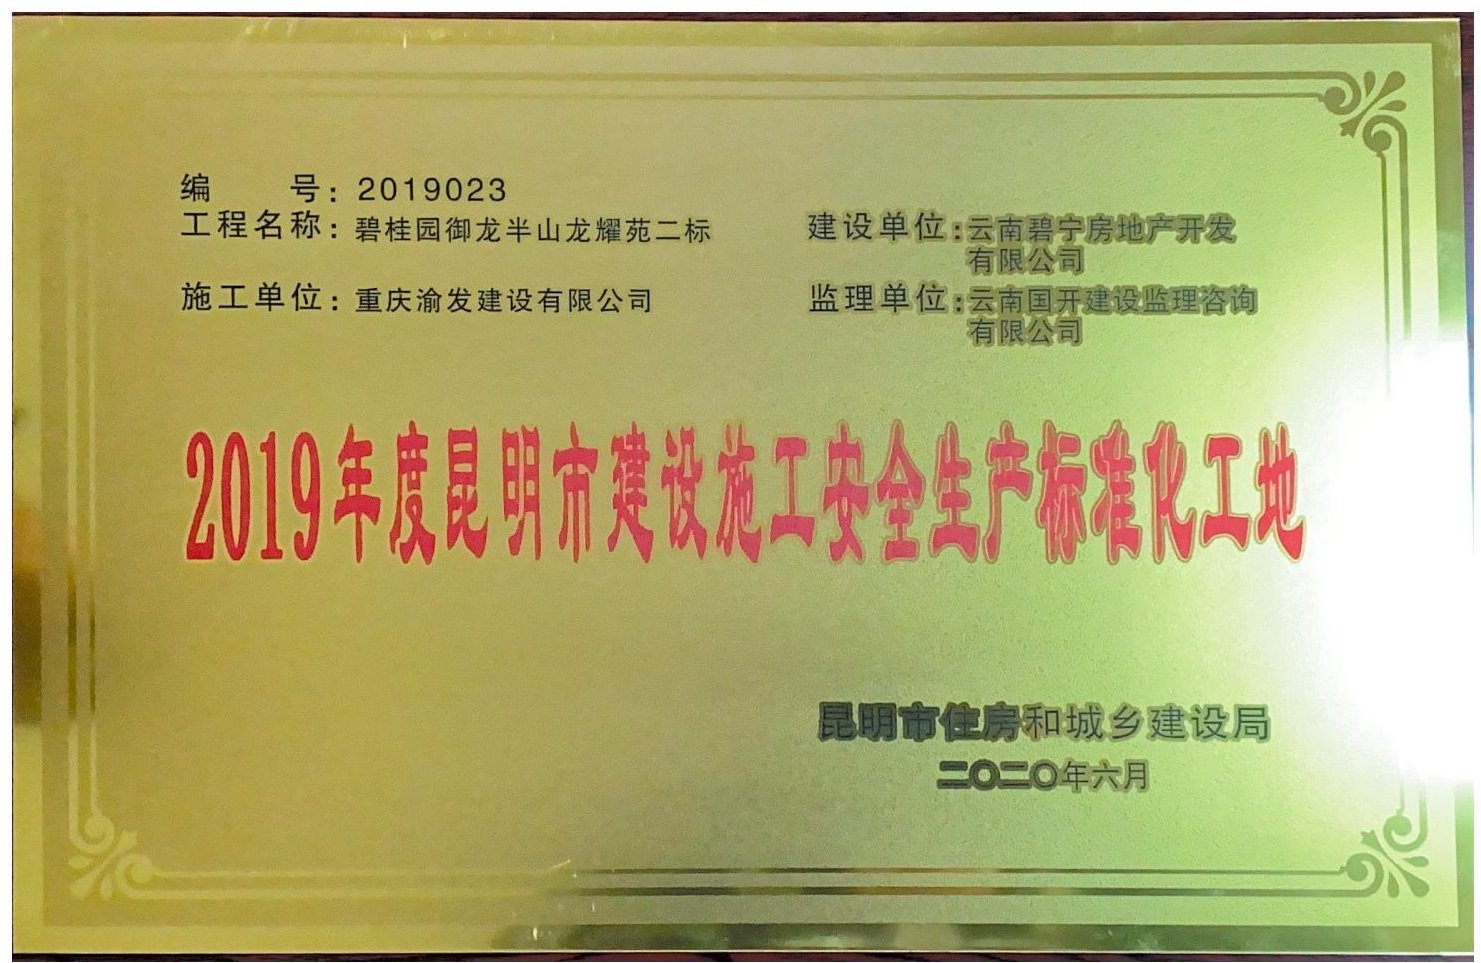 编 号：2019023
工程名称：碧桂园御龙半山龙耀苑二标
建设单位：云南碧宁房地产开发
有限公司
施工单位：重庆渝发建设有限公司
监理单位：云南国开建设监理咨询
有限公司
2019年度昆明市建设施工安全生产标准化工地
昆明市住房和城乡建设局
二〇二〇年六月